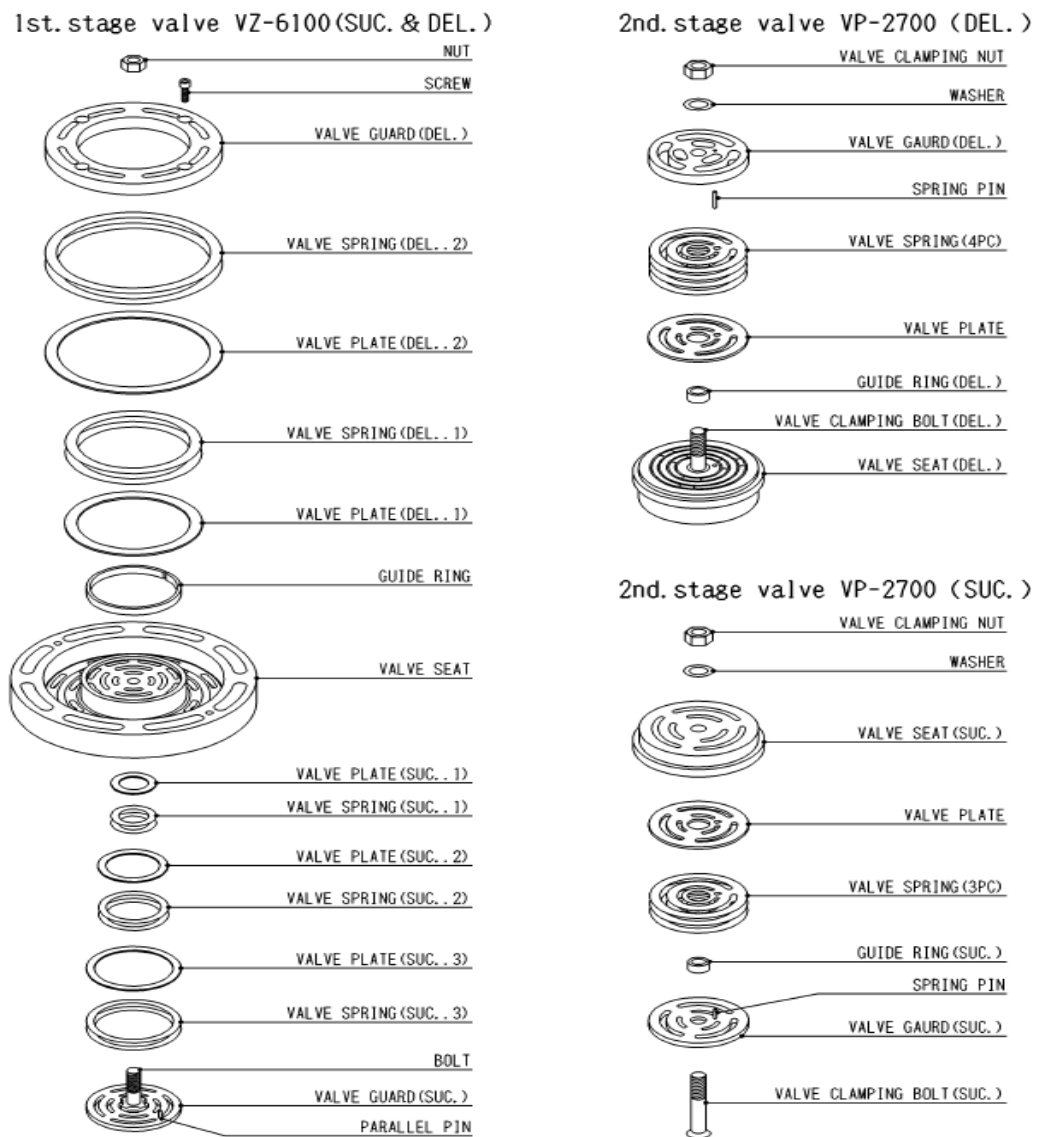 1st. stage valve VZ-6100(SUC. & DEL.)
NUT
SCREW
VALVE GUARD(DEL.)
VALVE SPRING(DEL..2)
VALVE PLATE(DEL..2)
VALVE SPRING(DEL..1)
VALVE PLATE(DEL..1)
GUIDE RING
VALVE SEAT
VALVE PLATE(SUC..1)
VALVE SPRING(SUC..1)
VALVE PLATE(SUC..2)
VALVE SPRING(SUC..2)
VALVE PLATE(SUC..3)
VALVE SPRING(SUC..3)
BOLT
VALVE GUARD(SUC.)
PARALLEL PIN
2nd. stage valve VP-2700 (DEL.)
VALVE CLAMPING NUT
WASHER
VALVE GAURD(DEL.)
SPRING PIN
VALVE SPRING(4PC)
VALVE PLATE
GUIDE RING(DEL.)
VALVE CLAMPING BOLT(DEL.)
VALVE SEAT(DEL.)
2nd. stage valve VP-2700 (SUC.)
VALVE CLAMPING NUT
WASHER
VALVE SEAT(SUC.)
VALVE PLATE
VALVE SPRING(3PC)
GUIDE RING(SUC.)
SPRING PIN
VALVE GAURD(SUC.)
VALVE CLAMPING BOLT(SUC.)